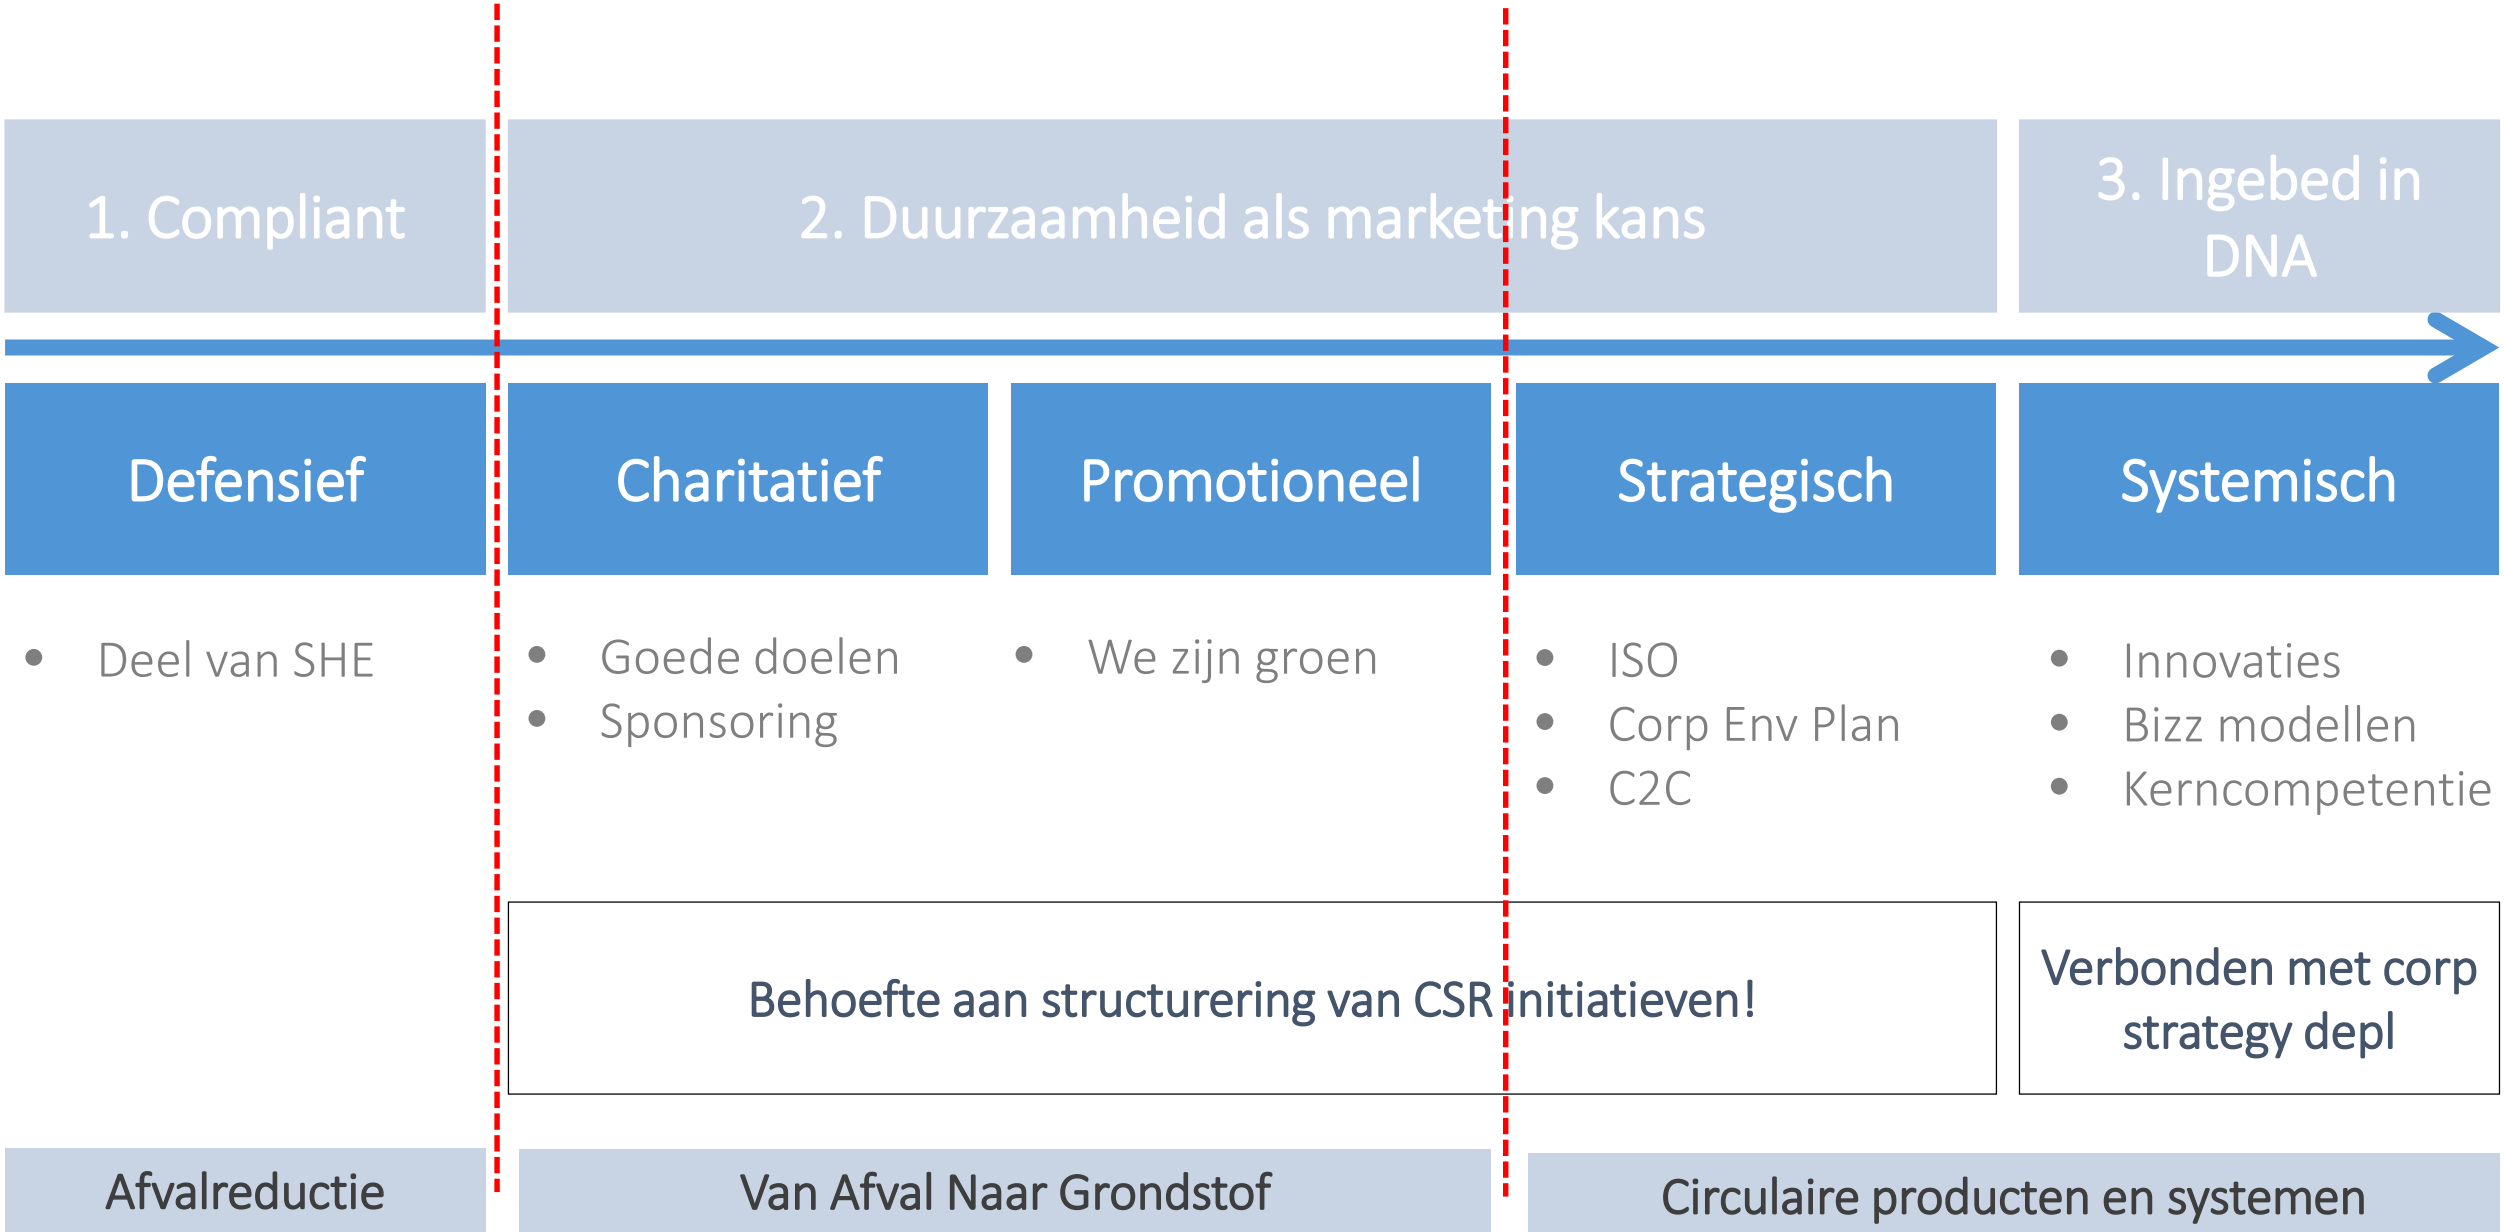 1. Compliant
2. Duurzaamheid als marketing kans
3. Ingebed in
DNA
Defensief
Charitatief
Promotioneel
Strategisch
Systemisch
• Deel van SHE
• Goede doelen
• Sponsoring
• We zijn groen
• ISO
• Corp Env Plan
• C2C
• Innovaties
• Bizz modellen
• Kerncompetentie
Behoefte aan structurering van CSR initiatieven!
Verbonden met corp
strategy depl
Afvalreductie
Van Afval Naar Grondstof
Circulaire producten en systemen